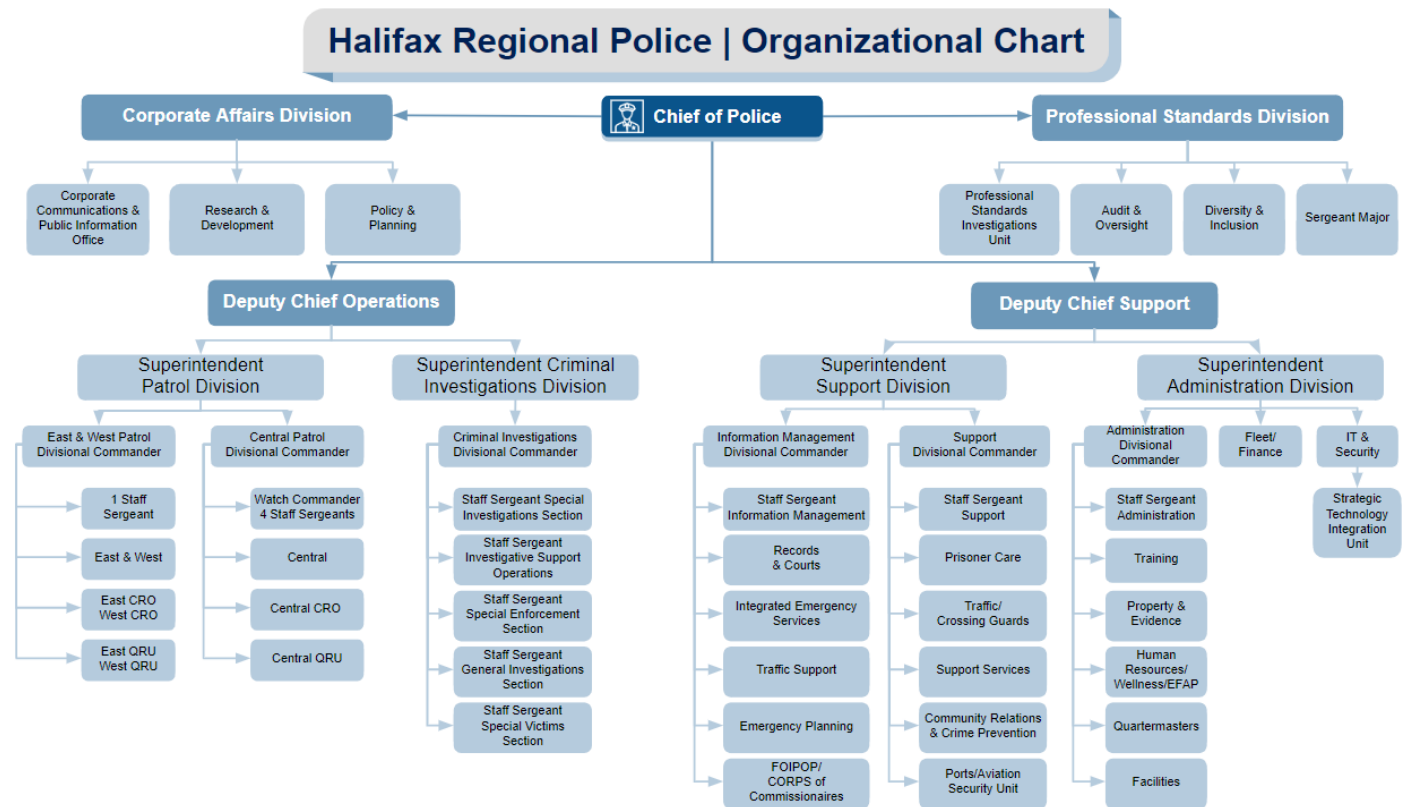 Halifax Regional Police | Organizational Chart
Corporate Affairs Division
Chief of Police
Professional Standards Division
Corporate
Communications &
Public Information
Office
Research &
Development
Policy &
Planning
Professional
Standards
Investigations
Unit
Audit &
Oversight
Diversity &
Inclusion
Sergeant Major
Deputy Chief Operations
Deputy Chief Support
Superintendent
Patrol Division
Superintendent Criminal
Investigations Division
Superintendent
Support Division
Superintendent
Administration Division
East & West Patrol
Divisional Commander
1 Staff
Sergeant
East & West
East CRO
West CRO
East QRU
West QRU
Central Patrol
Divisional Commander
Watch Commander
4 Staff Sergeants
Central
Central CRO
Central QRU
Criminal Investigations
Divisional Commander
Staff Sergeant Special
Investigations Section
Staff Sergeant
Investigative Support
Operations
Staff Sergeant
Special Enforcement
Section
Staff Sergeant
General Investigations
Section
Staff Sergeant
Special Victims
Section
Information Management
Divisional Commander
Staff Sergeant
Information Management
Records
& Courts
Integrated Emergency
Services
Traffic Support
Emergency Planning
FOIPOP/
CORPS of
Commissionaires
Support
Divisional Commander
Staff Sergeant
Support
Prisoner Care
Traffic/
Crossing Guards
Support Services
Community Relations
& Crime Prevention
Ports/Aviation
Security Unit
Administration
Divisional
Commander
Staff Sergeant
Administration
Training
Property &
Evidence
Human
Resources/
Wellness/EFAP
Quartermasters
Facilities
Fleet/
Finance
IT &
Security
Strategic
Technology
Integration
Unit